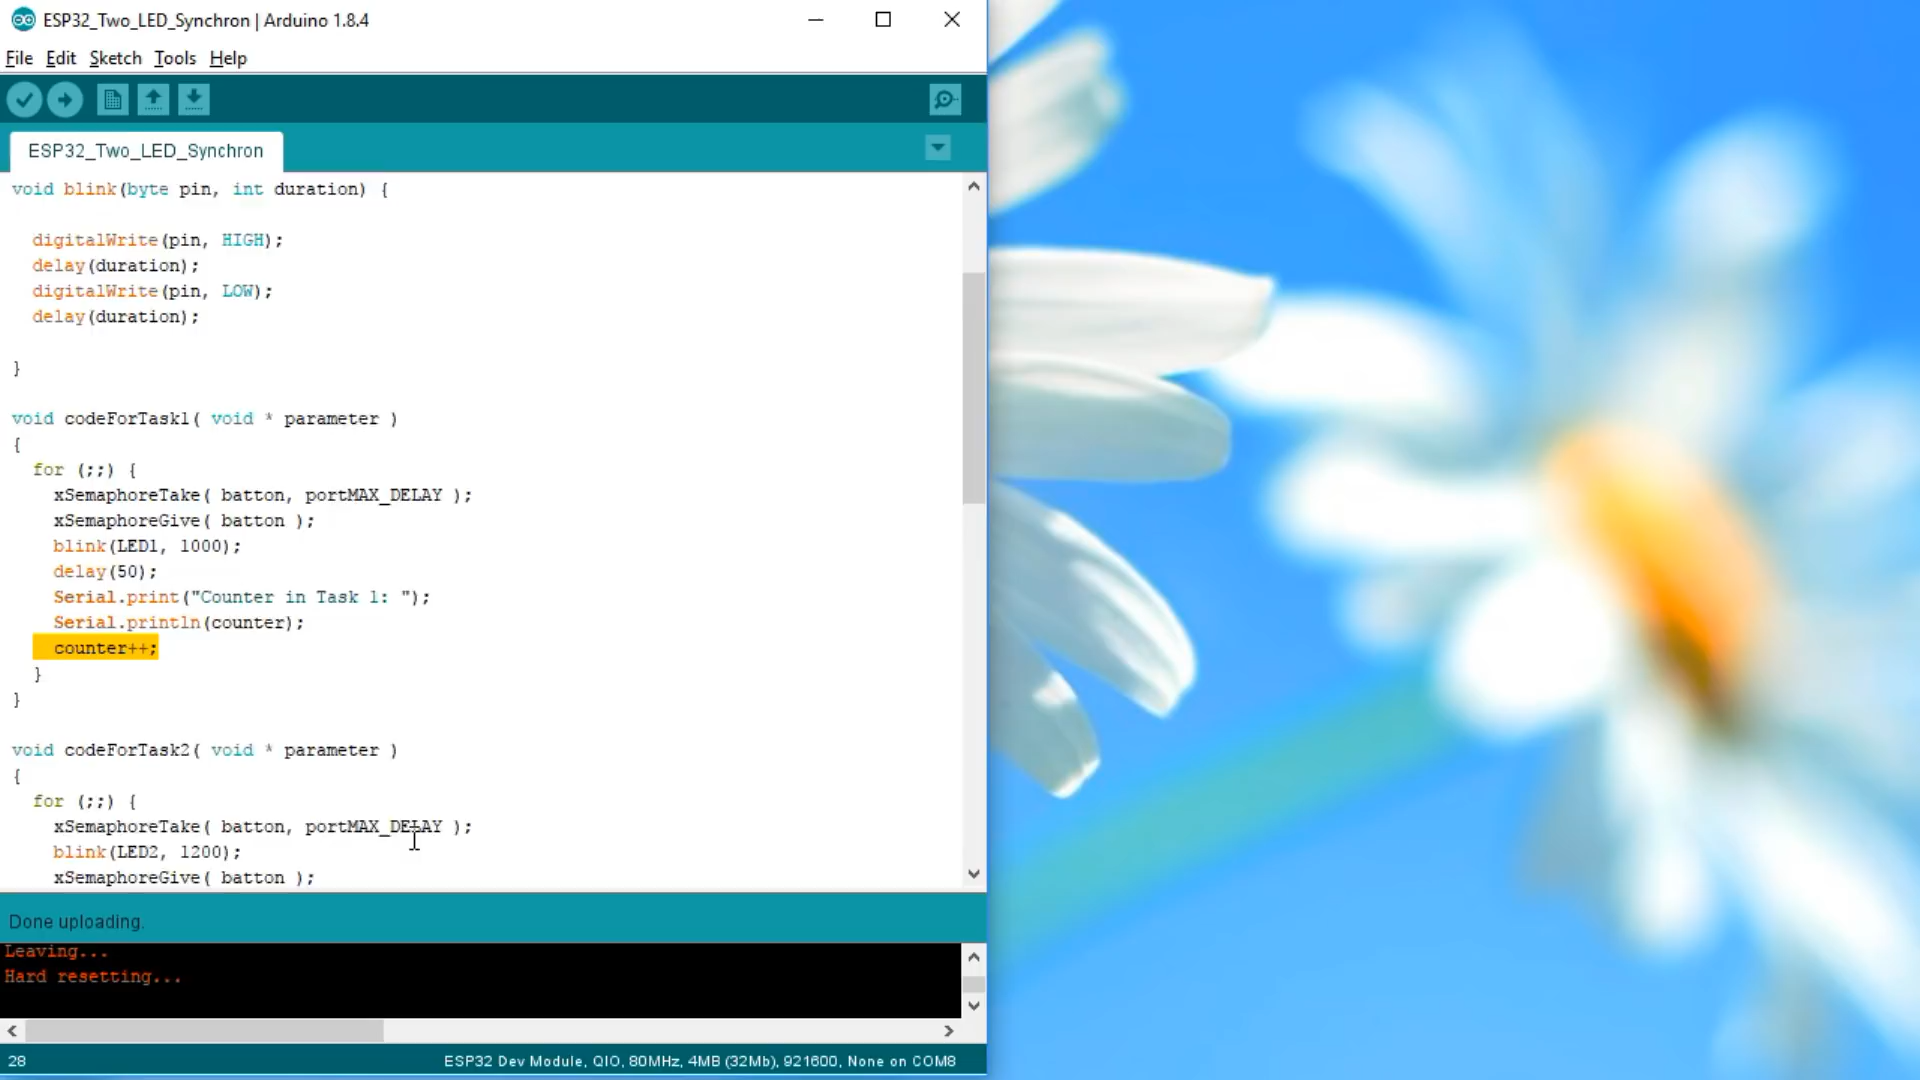 ESP32_Two_LED_Synchron | Arduino 1.8.4
File Edit Sketch Tools Help
ESP32_Two_LED_Synchron
void blink(byte pin, int duration) {
digitalWrite(pin, HIGH);
delay(duration);
digitalWrite(pin, LOW);
delay(duration);
}
void codeForTask1( void * parameter )
{
for (;;) {
xSemaphoreTake( batton, portMAX_DELAY );
xSemaphoreGive( batton );
blink(LED1, 1000);
delay(50);
Serial.print("Counter in Task 1: ");
Serial.println(counter);
counter++;
}
}
void codeForTask2( void * parameter )
{
for (;;) {
xSemaphoreTake( batton, portMAX_DELAY );
blink(LED2, 1200);
xSemaphoreGive( batton );
Done uploading.
Leaving...
Hard resetting...
28 ESP32 Dev Module, QIO, 80MHz, 4MB (32Mb), 921600, None on COM8